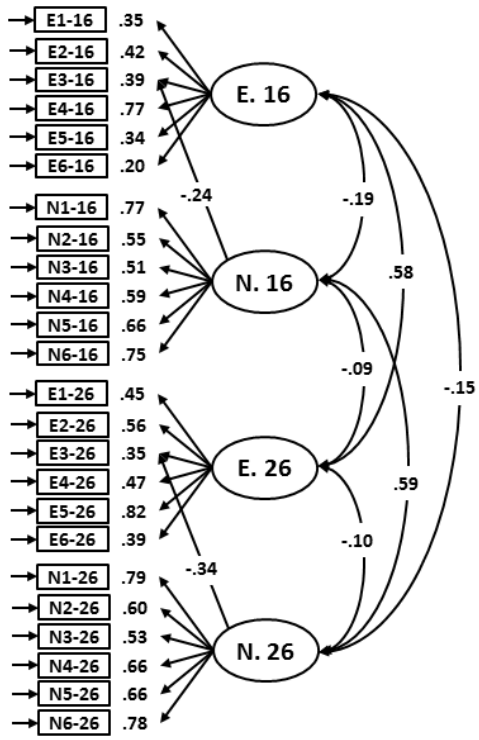 E1-16 .35
E2-16 .42
E3-16 .39
E4-16 .77
E5-16 .34
E6-16 .20
E. 16
-.24
-.19
N1-16 .77
N2-16 .55
N3-16 .51
N4-16 .59
N5-16 .66
N6-16 .75
N. 16
.58
-.09
-.15
E1-26 .45
E2-26 .56
E3-26 .35
E4-26 .47
E5-26 .82
E6-26 .39
E. 26
.59
-.10
-.34
N1-26 .79
N2-26 .60
N3-26 .53
N4-26 .66
N5-26 .66
N6-26 .78
N. 26